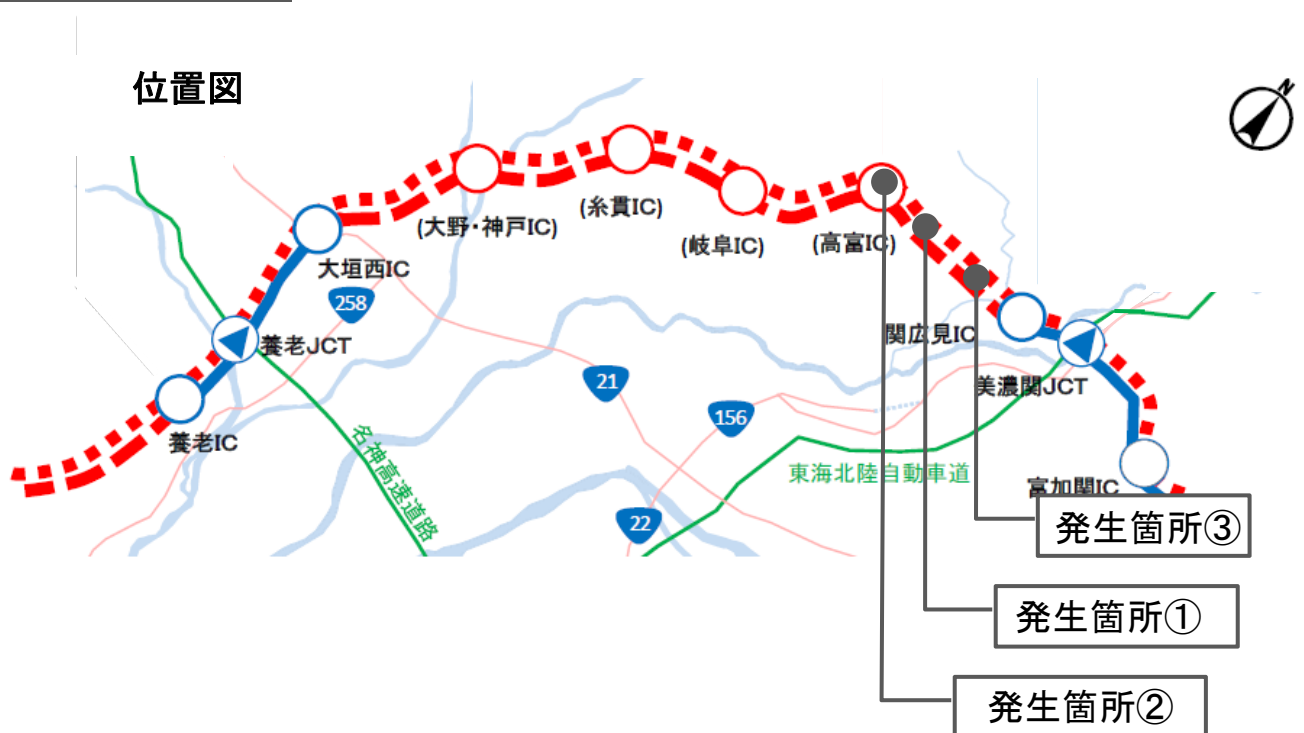 位置図
N
(大野・神戸IC)
(糸貫IC)
(岐阜IC)
(高富IC)
大垣西IC
258
養老JCT
関広見IC
21
美濃関JCT
156
養老IC
名神高速道路
東海北陸自動車道
富加関IC
22
発生箇所③
発生箇所①
発生箇所②